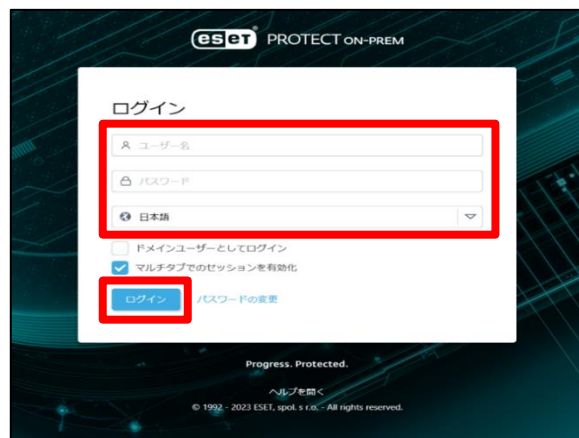 eseT PROTECT ON-PREM
ログイン
ユーザー名
パスワード
日本語
ドメインユーザーとしてログイン
マルチタブでのセッションを有効化
ログイン パスワードの変更
Progress. Protected.
ヘルプを開く
© 1992 - 2023 ESET, spol. s r.o. - All rights reserved.